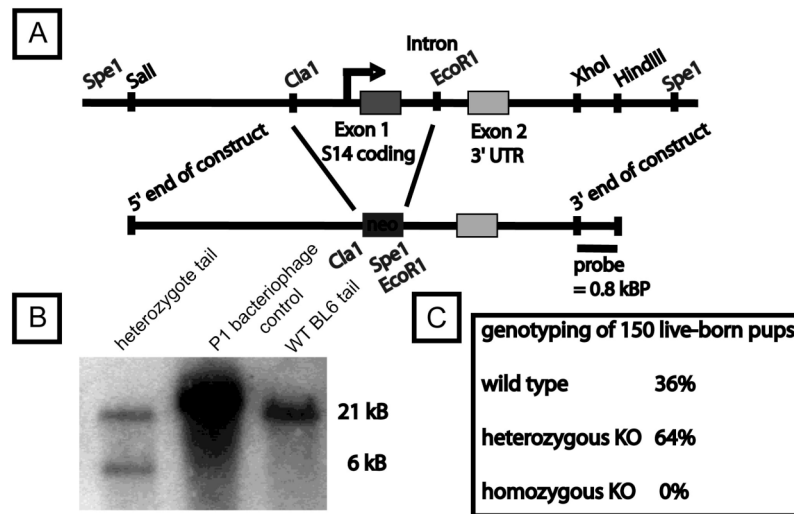 A
Intron
Spe1
SalI
Cla1
EcoR1
XhoI
HindIII
Spe1
Exon 1
S14 coding
Exon 2
3' UTR
5' end of construct
3' end of construct
neo
Cla1
Spe1
EcoR1
probe
= 0.8 kBP
B
heterozygote tail
P1 bacteriophage
control
WT BL6 tail
21 kB
6 kB
C
genotyping of 150 live-born pups
wild type 36%
heterozygous KO 64%
homozygous KO 0%